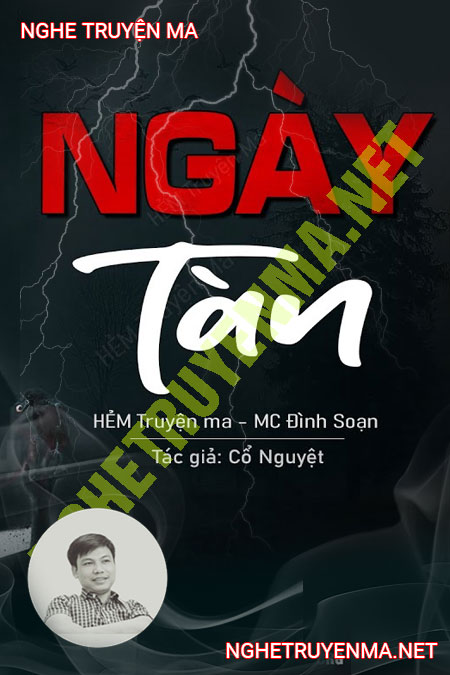 NGHE TRUYỆN MA
NGÀY
Tàn
NGHETRUYENMA.NET
HẺM Truyện ma - MC Đình Soạn
Tác giả: Cổ Nguyệt
NGHETRUYENMA.NET